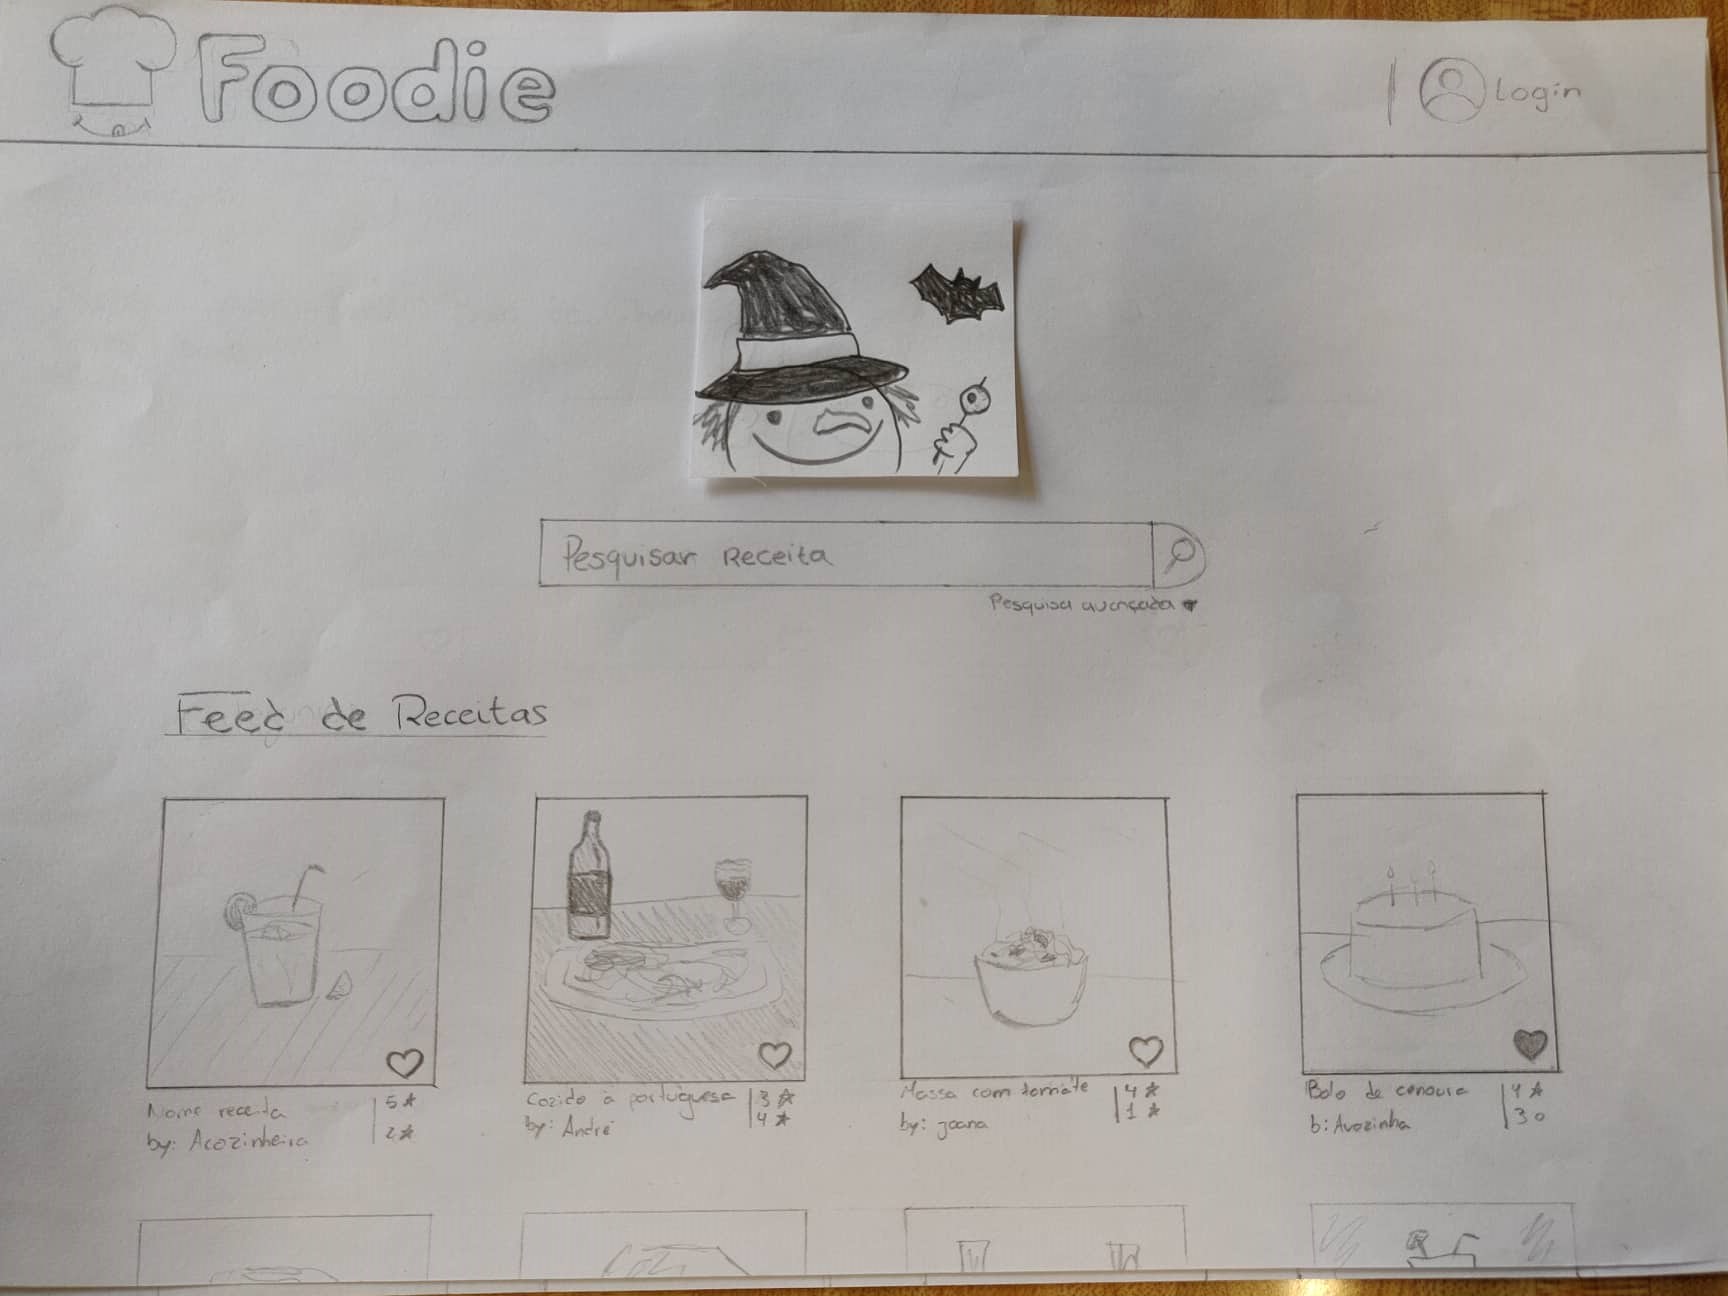 Foodie
Login
Pesquisar Receita
Pesquisa avançada
Feed de Receitas
Nome receita
5
by: Acozinheira
2
Cozido à portuguesa
3
by: André
4
Massa com tomate
4
by: Joana
1
Bolo de cenoura
4
b: Avozinha
3